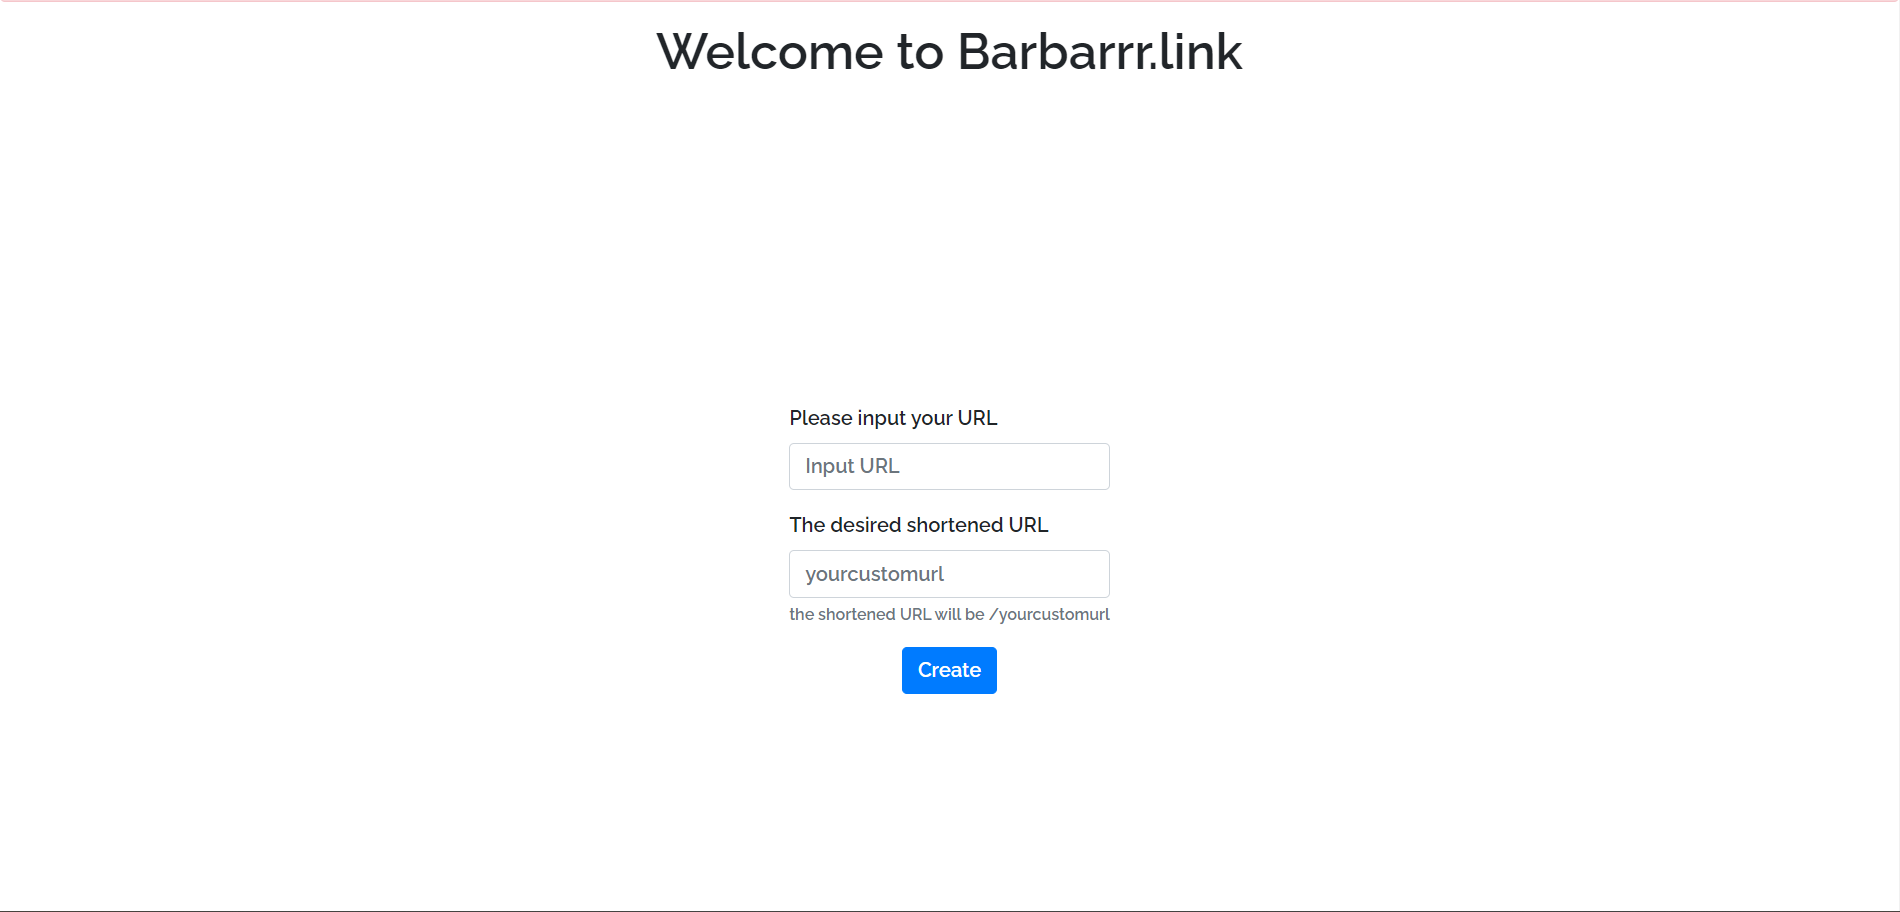 Welcome to Barbarrr.link
Please input your URL
Input URL
The desired shortened URL
yourcustomurl
the shortened URL will be /yourcustomurl
Create